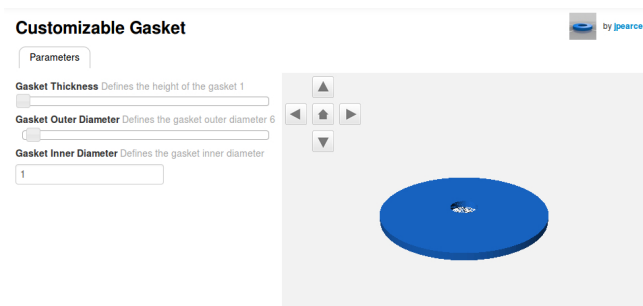 Customizable Gasket
by jpearce
Parameters
Gasket Thickness Defines the height of the gasket 1
Gasket Outer Diameter Defines the gasket outer diameter 6
Gasket Inner Diameter Defines the gasket inner diameter
1